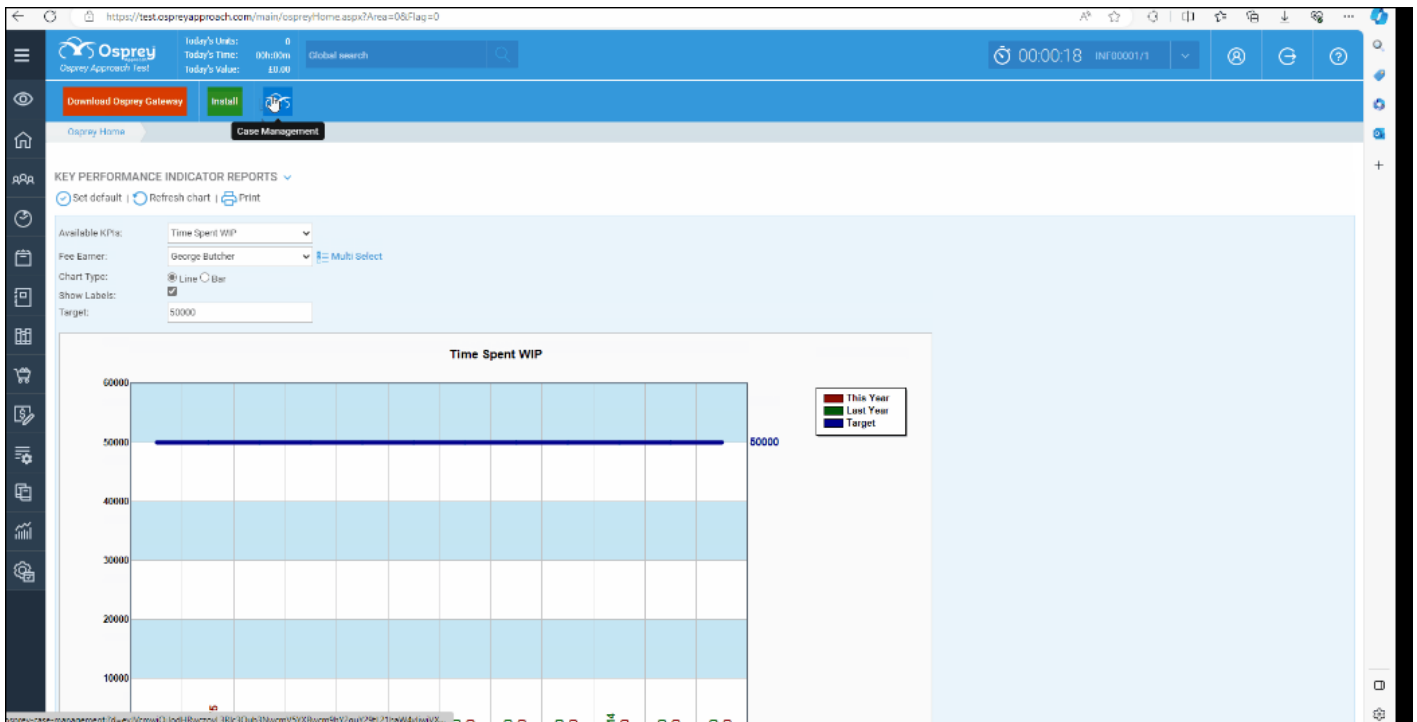 https://test.ospreyapproach.com/main/ospreyHome.aspx?Area=0&Flag=0
Osprey
Osprey Approach Test
Today's Units: 0
Today's Time: 00h:00m
Today's Value: £0.00
Global search
00:00:18 INF00001/1
Download Osprey Gateway
Install
Osprey Home
Case Management
KEY PERFORMANCE INDICATOR REPORTS
Set default | Refresh chart | Print
Available KPIs: Time Spent WIP
Fee Earner: George Butcher Multi Select
Chart Type: Line Bar
Show Labels:
Target: 50000
Time Spent WIP
60000
This Year
Last Year
Target
50000 50000
40000
30000
20000
10000